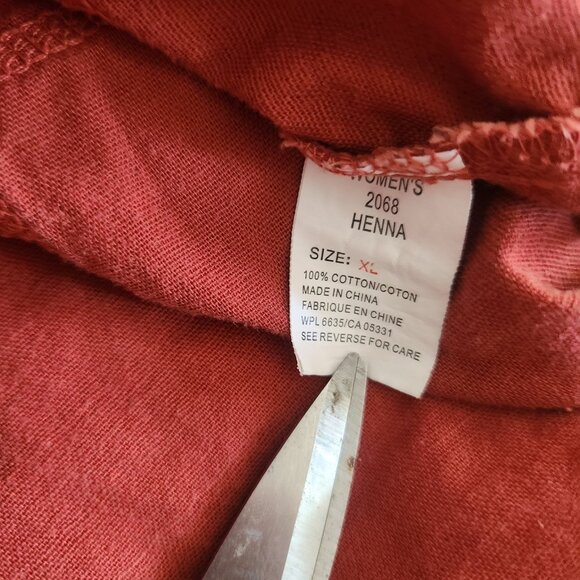 WOMEN'S
2068
HENNA
SIZE: XL
100% COTTON/COTON
MADE IN CHINA
FABRIQUE EN CHINE
WPL 6635/CA 05331
SEE REVERSE FOR CARE